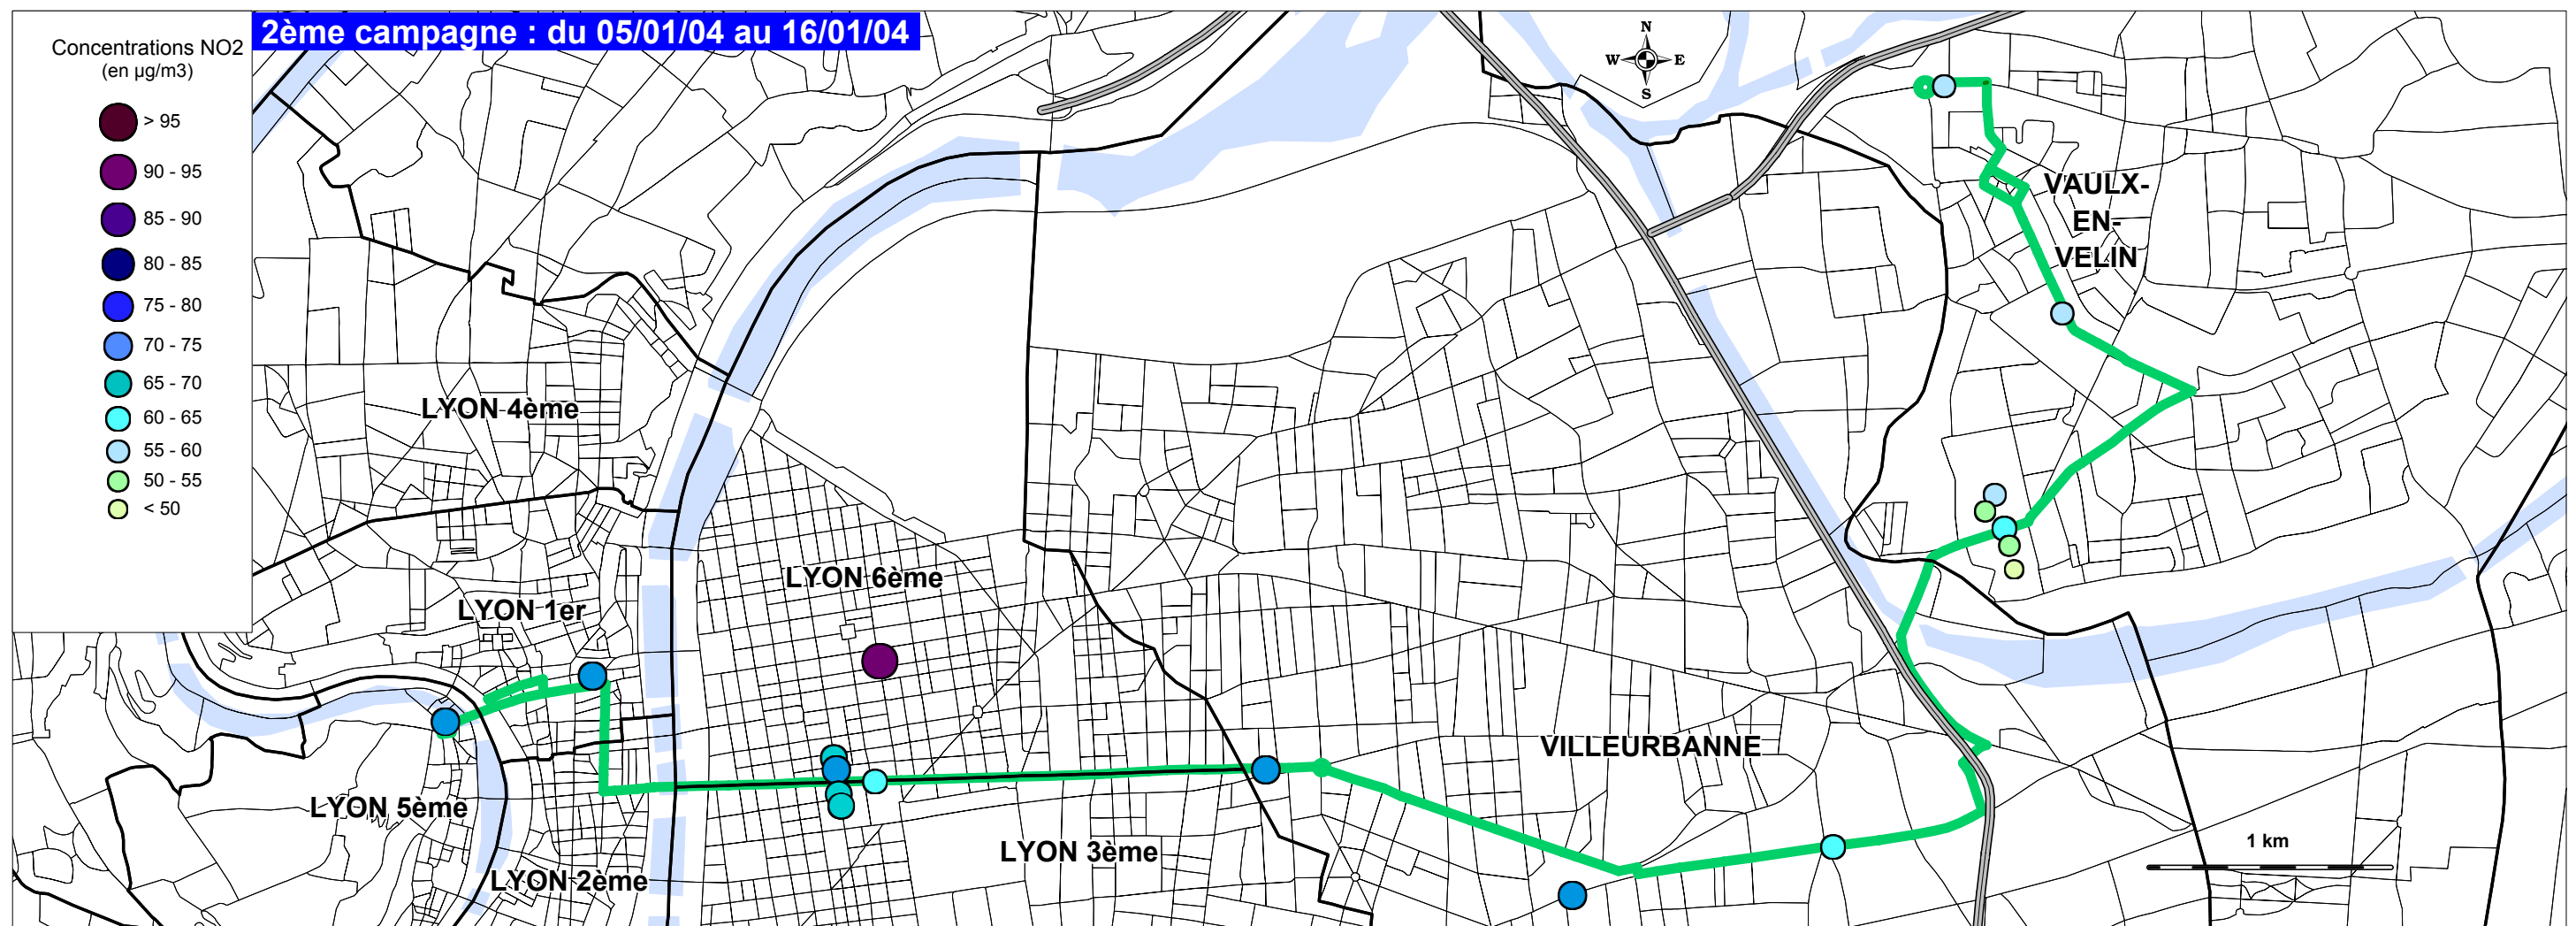 2ème campagne : du 05/01/04 au 16/01/04
Concentrations NO2
(en µg/m3)
> 95
90 - 95
85 - 90
80 - 85
75 - 80
70 - 75
65 - 70
60 - 65
55 - 60
50 - 55
< 50
N
W E
S
VAULX-
EN-
VELIN
LYON 4ème
LYON 6ème
LYON 1er
VILLEURBANNE
LYON 5ème
LYON 3ème
LYON 2ème
1 km